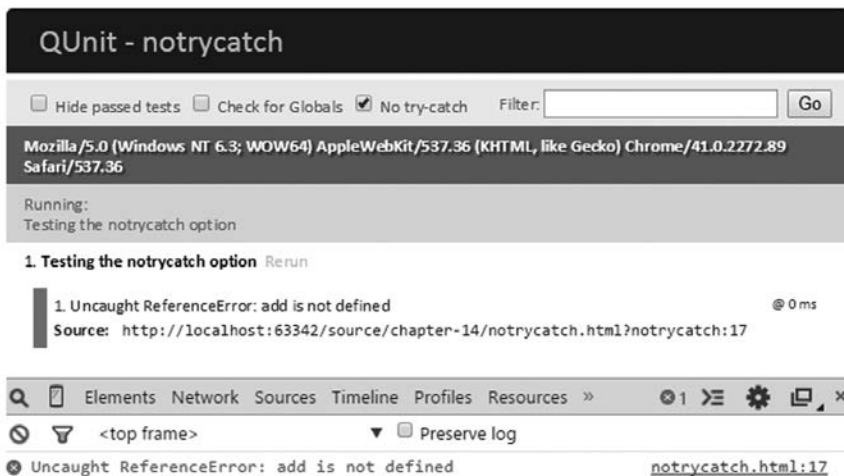 QUnit - notrycatch
Hide passed tests Check for Globals No try-catch Filter: Go
Mozilla/5.0 (Windows NT 6.3; WOW64) AppleWebKit/537.36 (KHTML, like Gecko) Chrome/41.0.2272.89
Safari/537.36
Running:
Testing the notrycatch option
1. Testing the notrycatch option Rerun
1. Uncaught ReferenceError: add is not defined @ 0 ms
Source: http://localhost:63342/source/chapter-14/notrycatch.html?notrycatch:17
Elements Network Sources Timeline Profiles Resources » 1
<top frame> ▼ Preserve log
Uncaught ReferenceError: add is not defined notrycatch.html:17